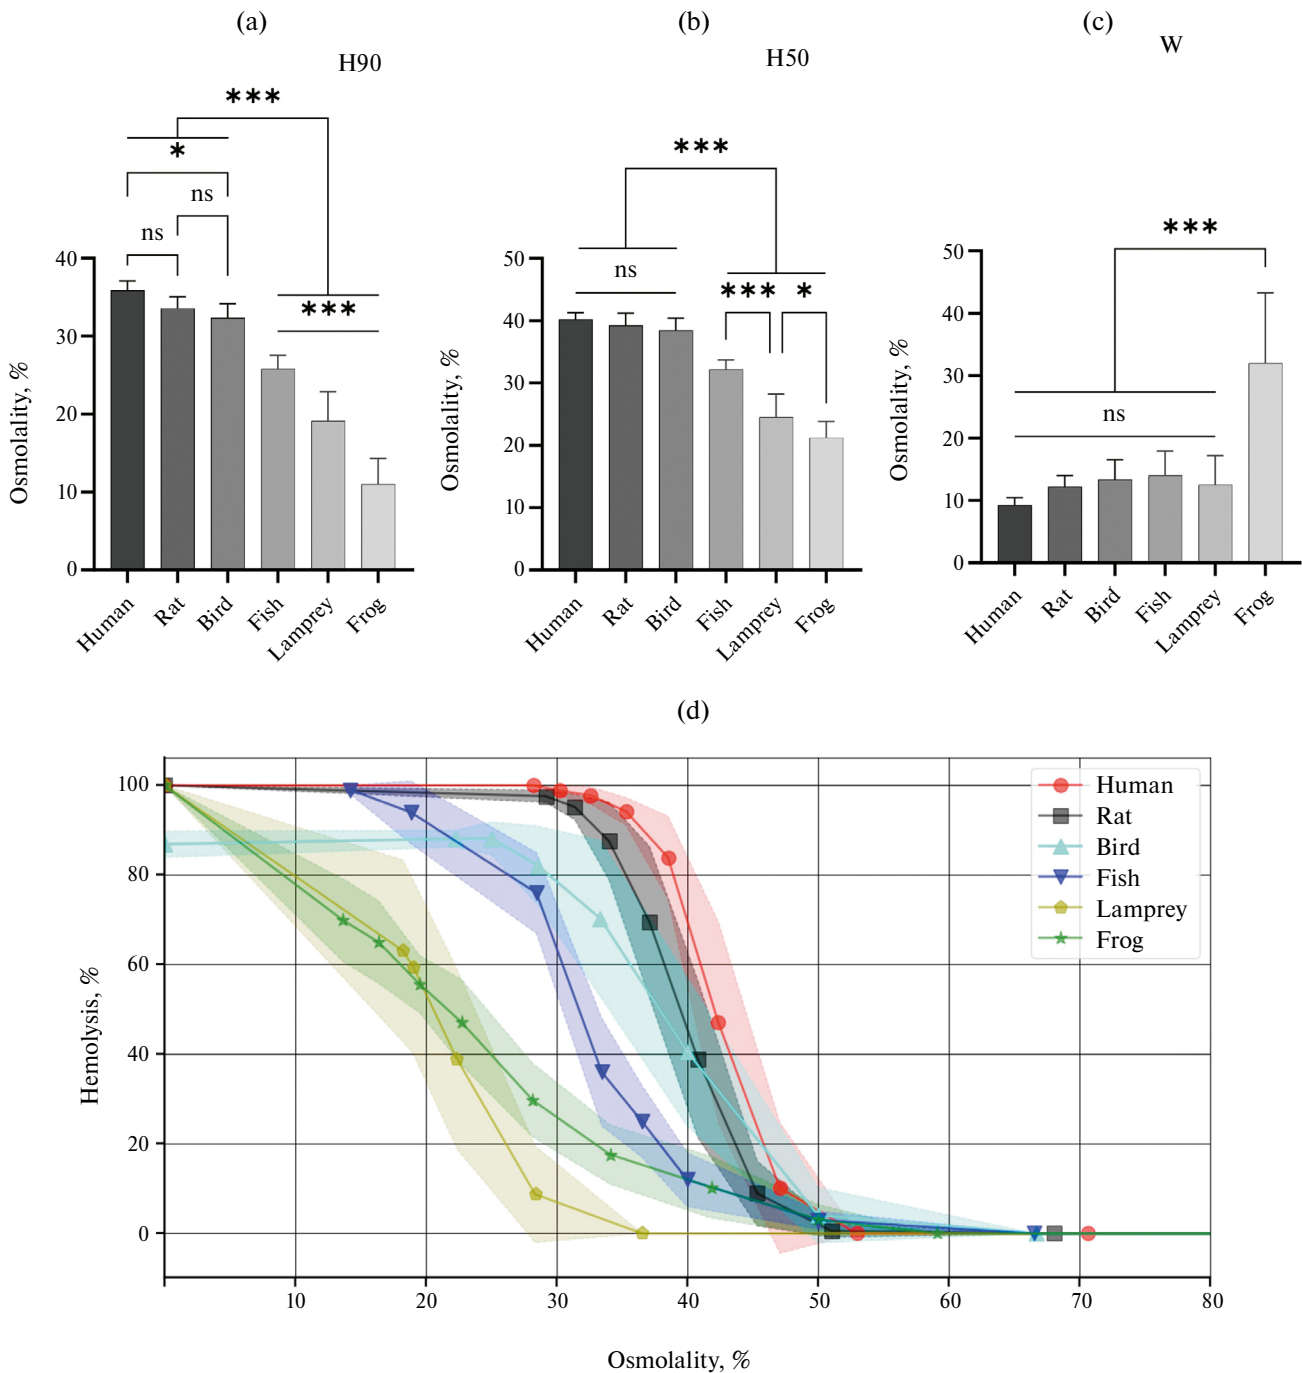 (a)
(b)
(c)
H90
H50
W
***
*
ns
ns
***
40
30
20
10
0
Osmolality, %
Human
Rat
Bird
Fish
Lamprey
Frog
***
ns
***
*
50
40
30
20
10
0
Osmolality, %
Human
Rat
Bird
Fish
Lamprey
Frog
***
ns
50
40
30
20
10
0
Osmolality, %
Human
Rat
Bird
Fish
Lamprey
Frog
(d)
100
80
60
40
20
0
Hemolysis, %
Human
Rat
Bird
Fish
Lamprey
Frog
10
20
30
40
50
60
70
80
Osmolality, %